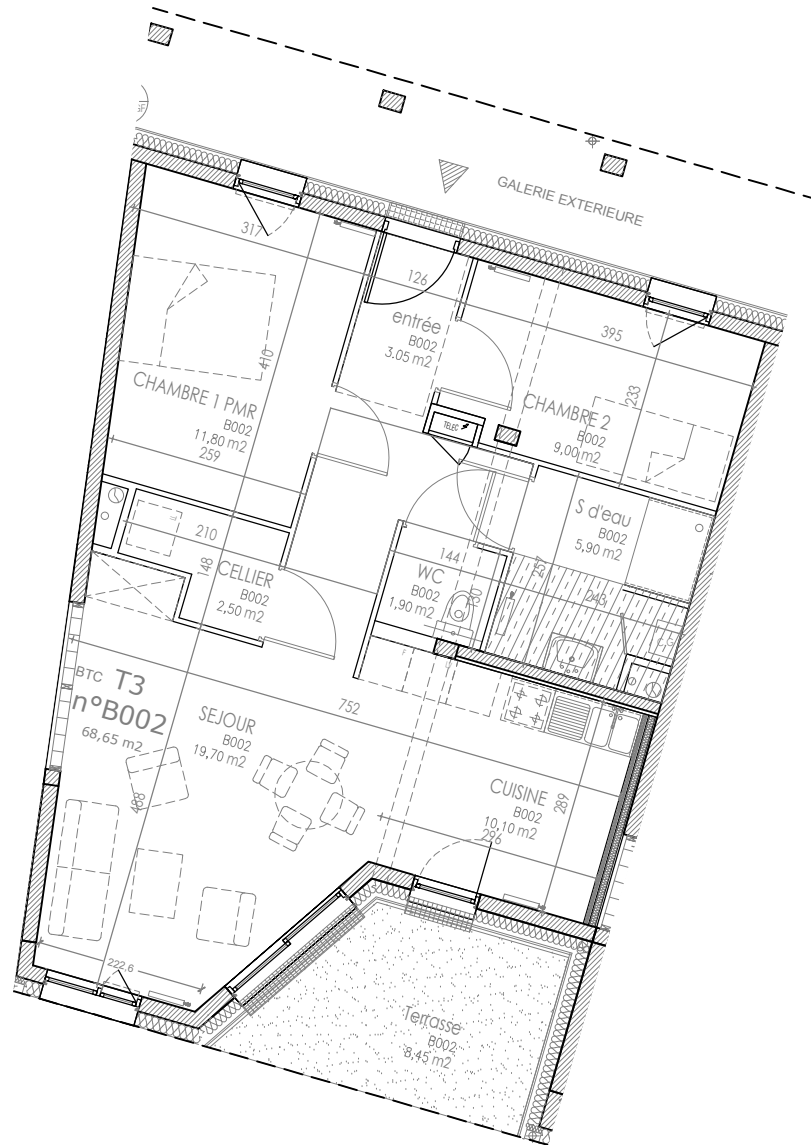 GALERIE EXTERIEURE
317
126
entrée
B002
3.05 m2
395
410
233
CHAMBRE 1 PMR
B002
11,80 m2
259
CHAMBRE 2
B002
9,00 m2
TELEC
S d'eau
B002
5,90 m2
210
148
CELLIER
B002
2,50 m2
144
WC
B002
1,90 m2
130
257
243
BTC T3
n°B002
68,65 m2
752
SEJOUR
B002
19,70 m2
488
CUISINE
B002
10,10 m2
296
289
222.6
Terrasse
B002
8,45 m2